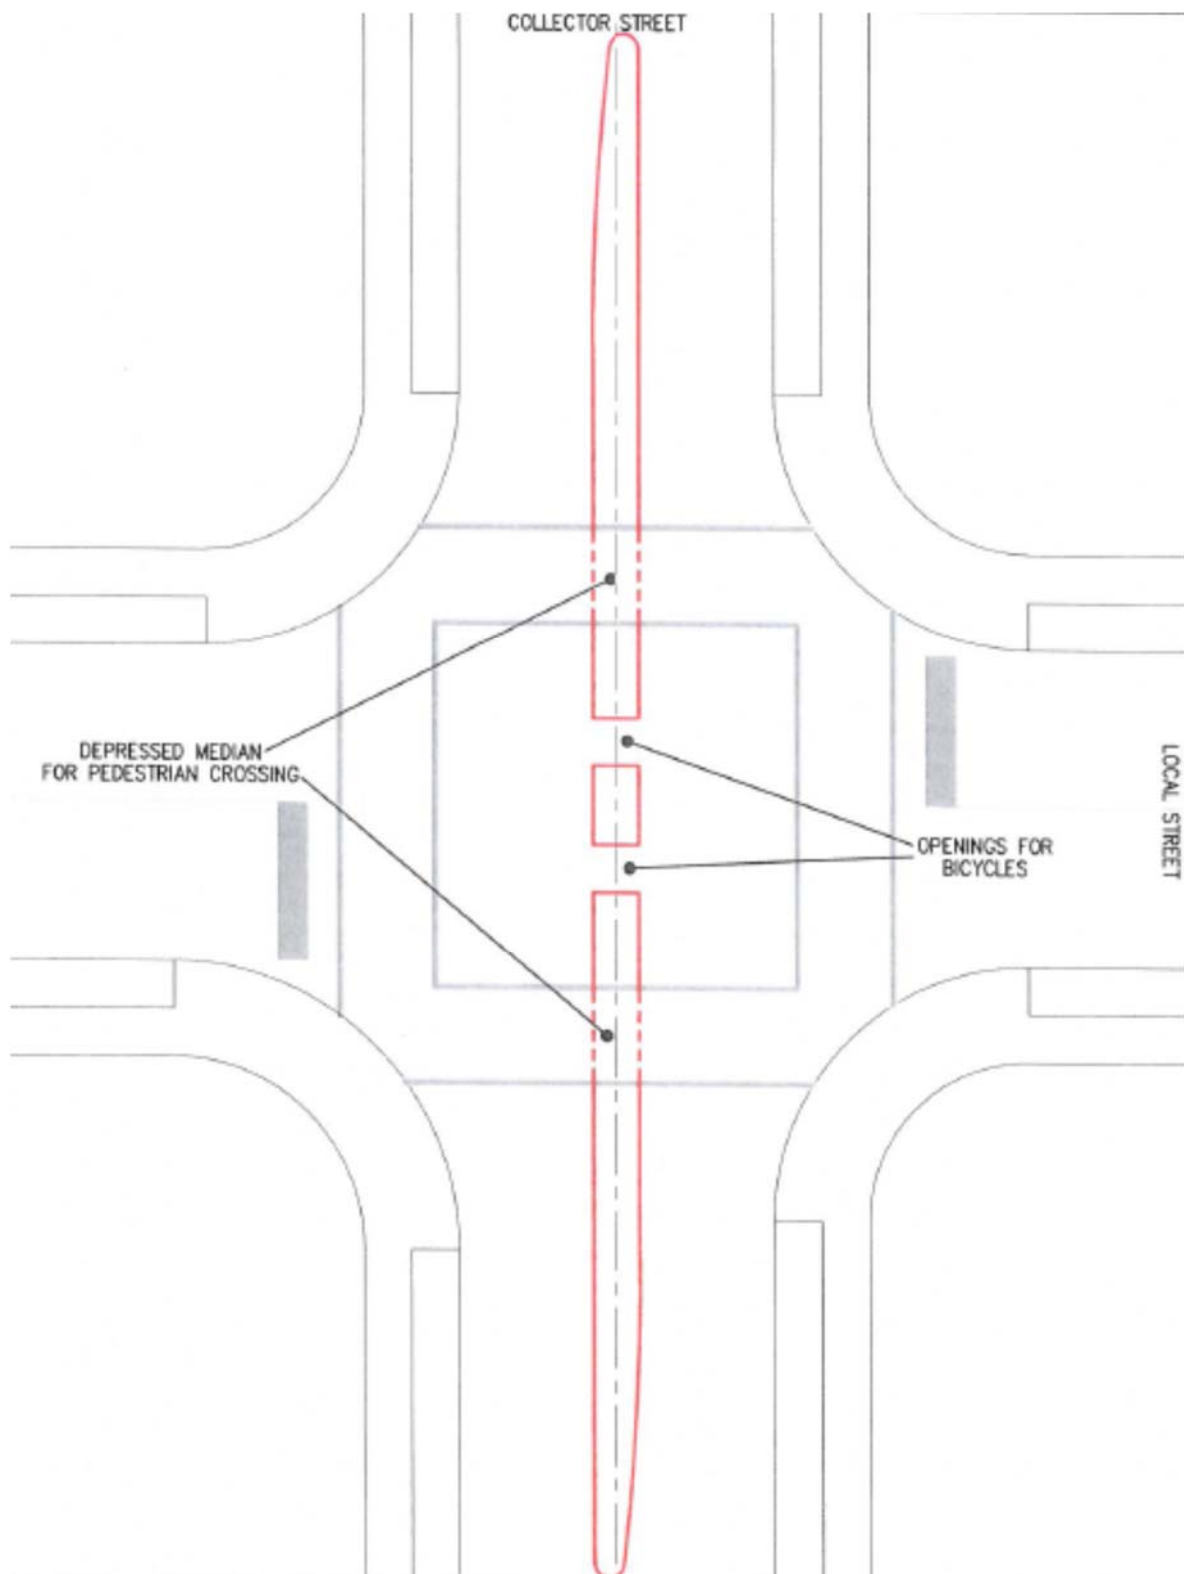 COLLECTOR STREET
DEPRESSED MEDIAN
FOR PEDESTRIAN CROSSING
LOCAL STREET
OPENINGS FOR
BICYCLES